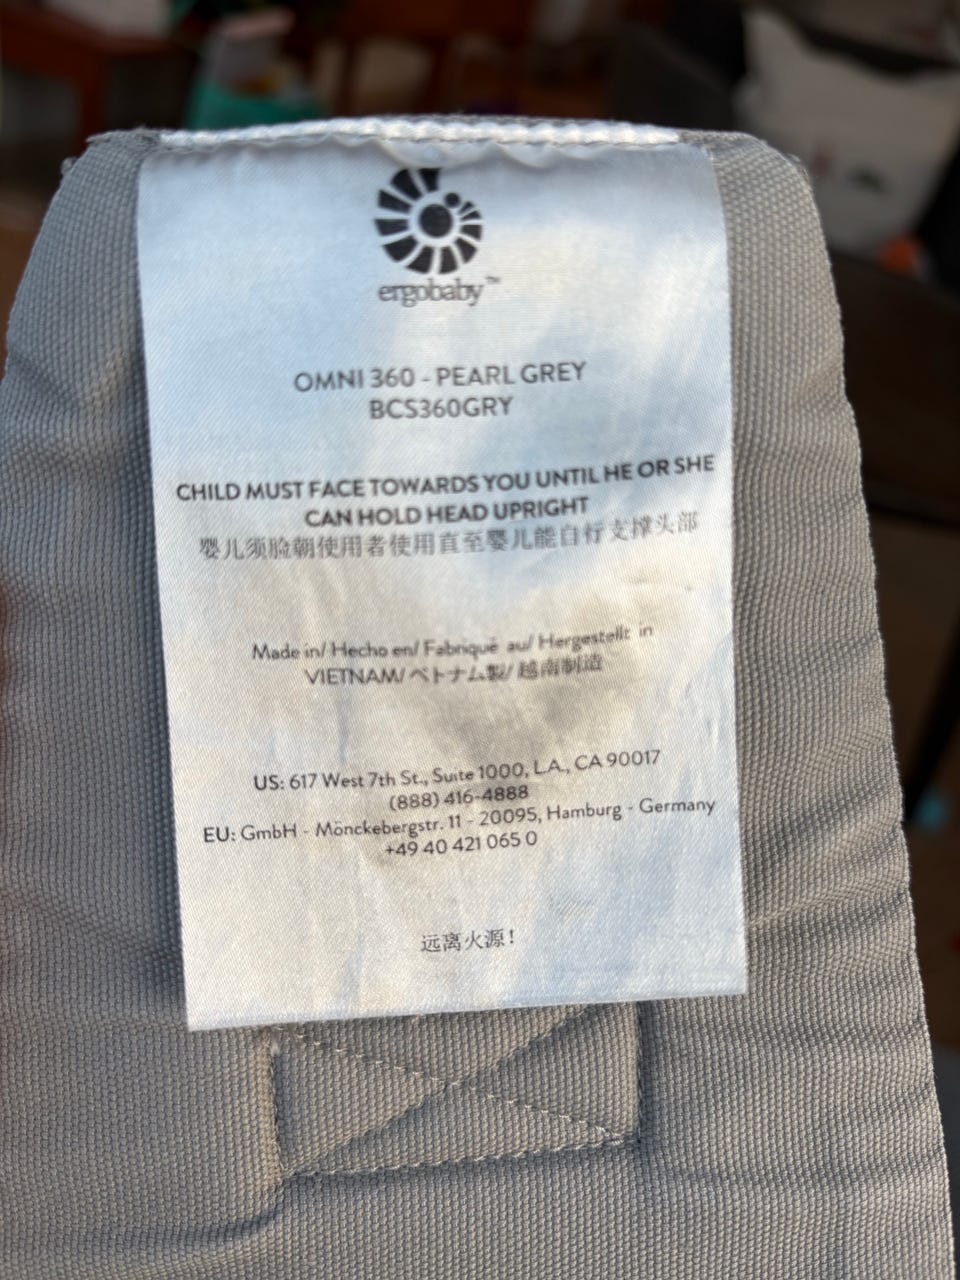 ergobaby™
OMNI 360 - PEARL GREY
BCS360GRY
CHILD MUST FACE TOWARDS YOU UNTIL HE OR SHE
CAN HOLD HEAD UPRIGHT
婴儿须脸朝使用者使用直至婴儿能自行支撑头部
Made in/ Hecho en/ Fabriqué au/ Hergestellt in
VIETNAM/ベトナム製/越南制造
US: 617 West 7th St., Suite 1000, L.A., CA 90017
(888) 416-4888
EU: GmbH - Mönckebergstr. 11 - 20095, Hamburg - Germany
+49 40 421 065 0
远离火源!